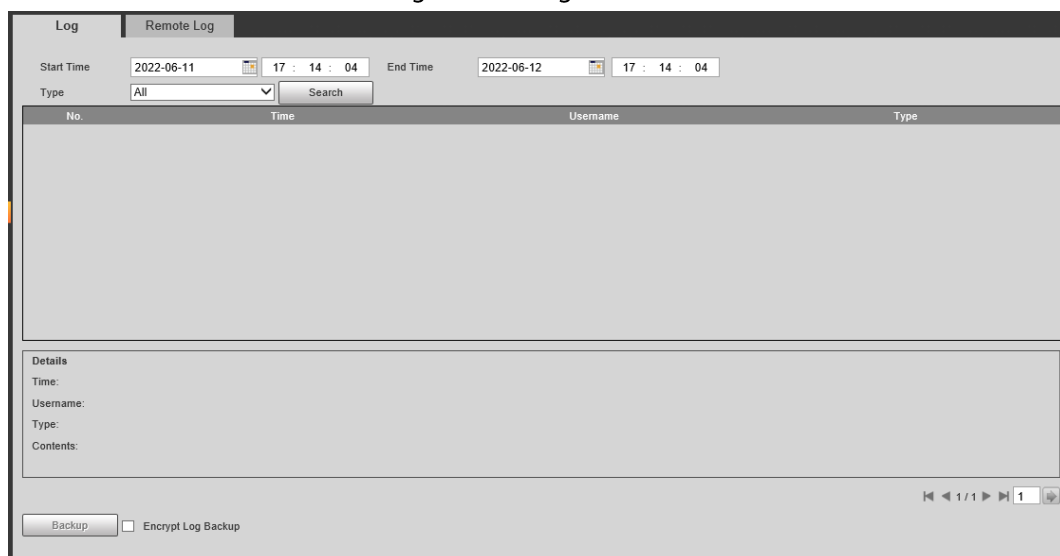 Log Remote Log
Start Time 2022-06-11 17 : 14 : 04 End Time 2022-06-12 17 : 14 : 04
Type All Search
No. Time Username Type
Details
Time:
Username:
Type:
Contents:
1 / 1 1
Backup Encrypt Log Backup